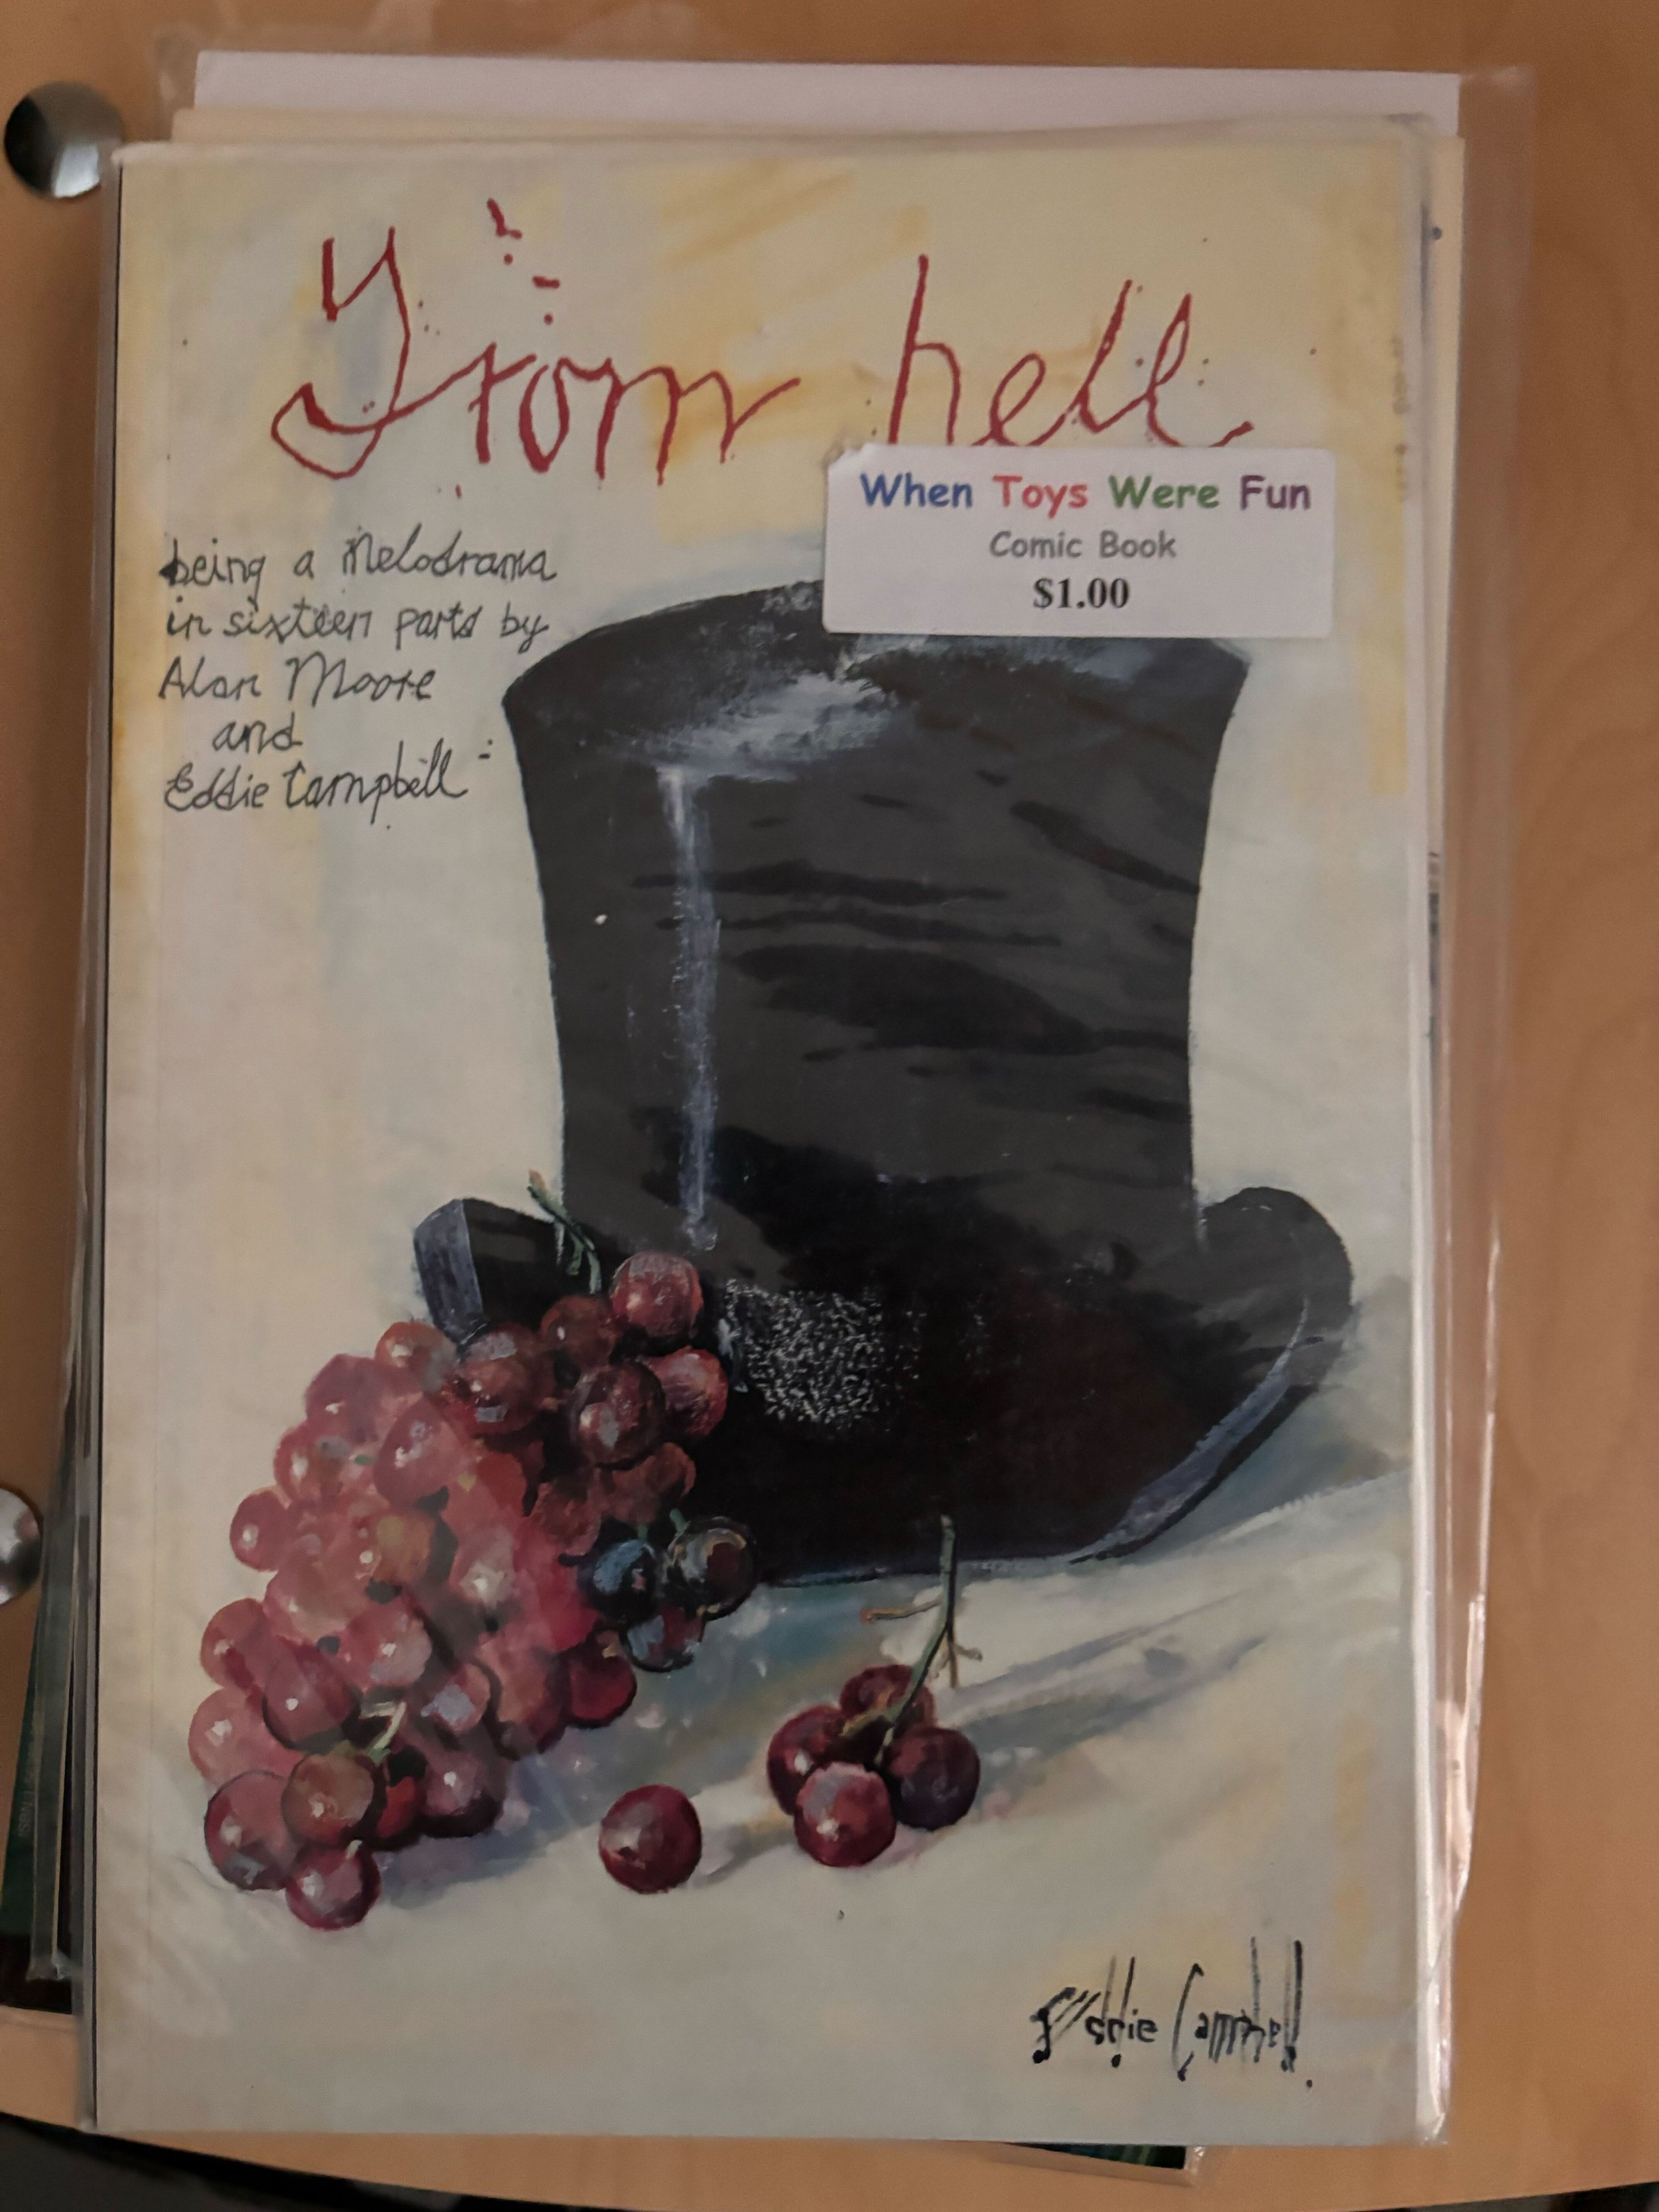 From hell
When Toys Were Fun
Comic Book
$1.00
being a Melodrama
in sixteen parts by
Alan Moore
and
Eddie Campbell
Eddie Campbell